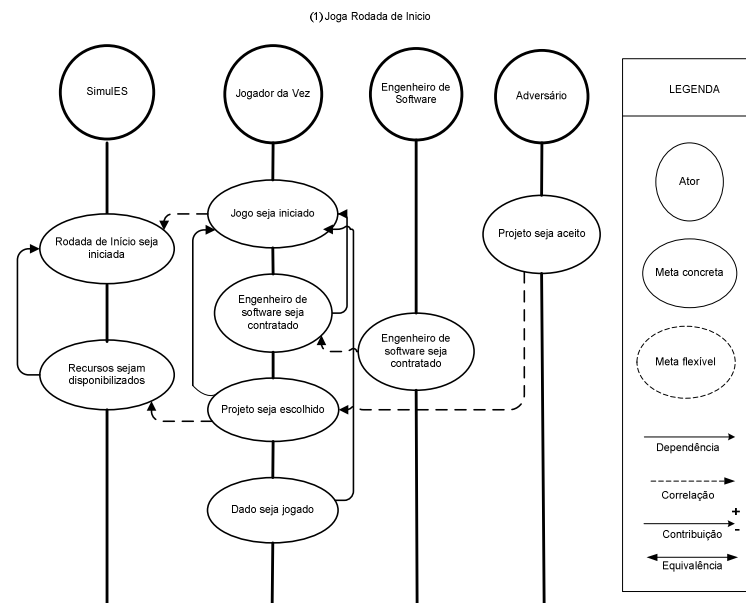 (1)Joga Rodada de Inicio
SimulES
Jogador da Vez
Engenheiro de
Software
Adversário
LEGENDA
Ator
Jogo seja iniciado
Projeto seja aceito
Rodada de Início seja
iniciada
Meta concreta
Engenheiro de
software seja
contratado
Engenheiro de
software seja
contratado
Meta flexível
Recursos sejam
disponibilizados
Projeto seja escolhido
Dependência
Correlação
+
-
Contribuição
Dado seja jogado
Equivalência